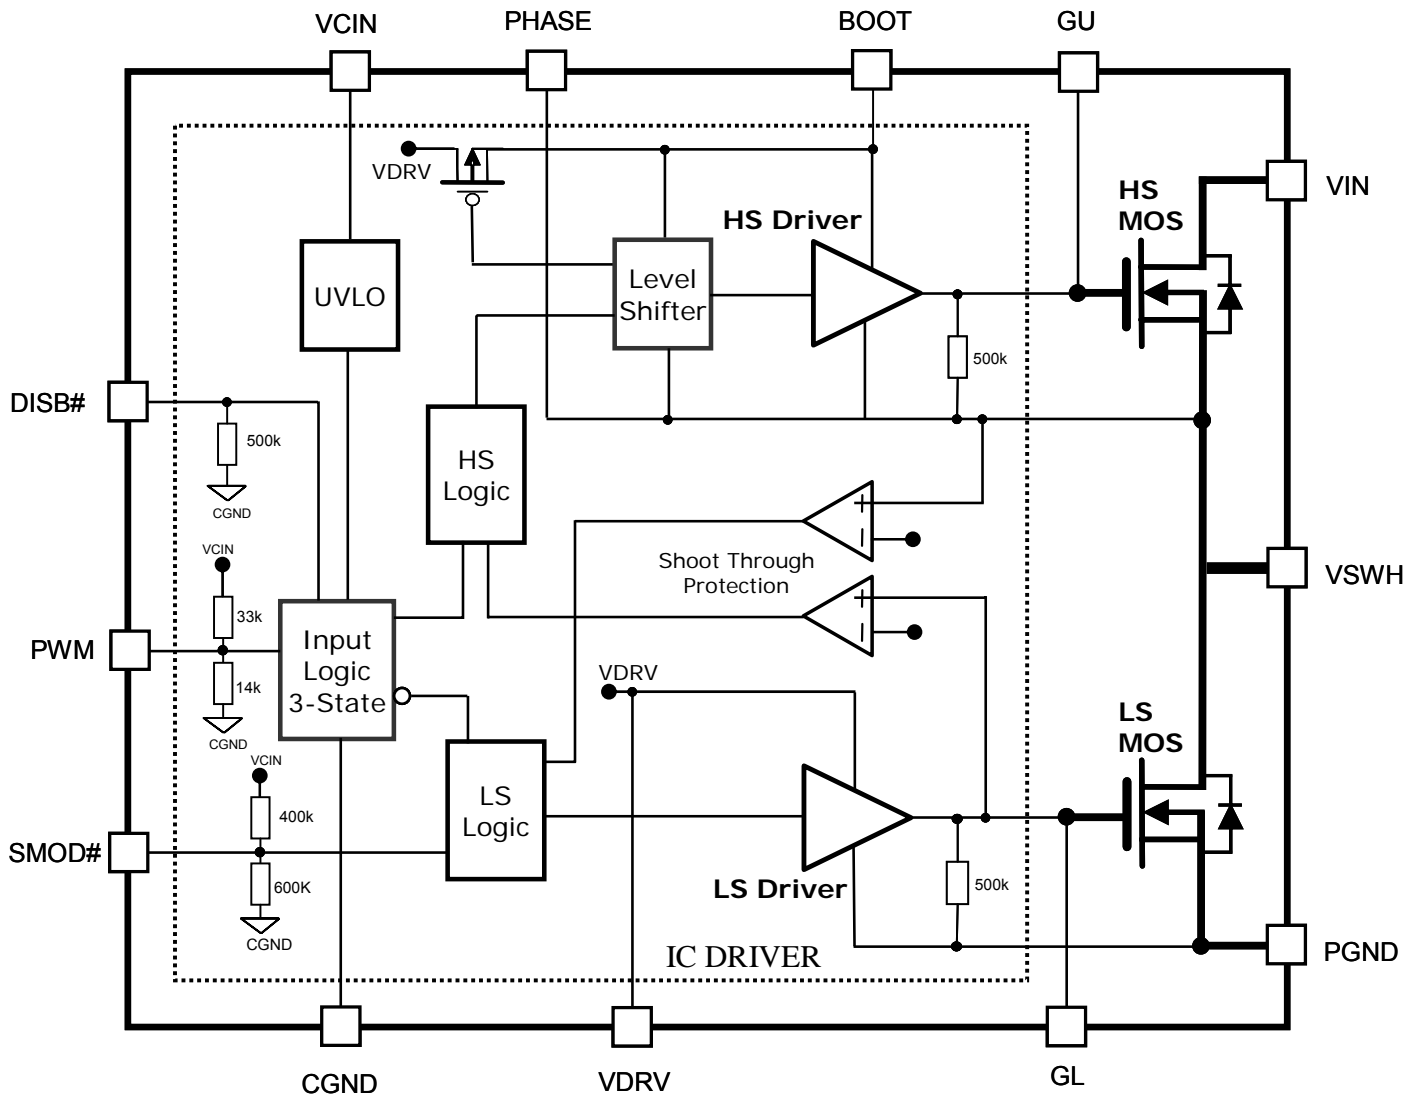 VCIN
PHASE
BOOT
GU
VDRV
HS Driver
HS
MOS
VIN
UVLO
Level
Shifter
500k
DISB#
500k
CGND
HS
Logic
VCIN
Shoot Through
Protection
VSWH
33k
PWM
Input
Logic
3-State
14k
CGND
VDRV
VCIN
LS
MOS
400k
LS
Logic
SMOD#
600K
CGND
LS Driver
500k
IC DRIVER
PGND
CGND
VDRV
GL